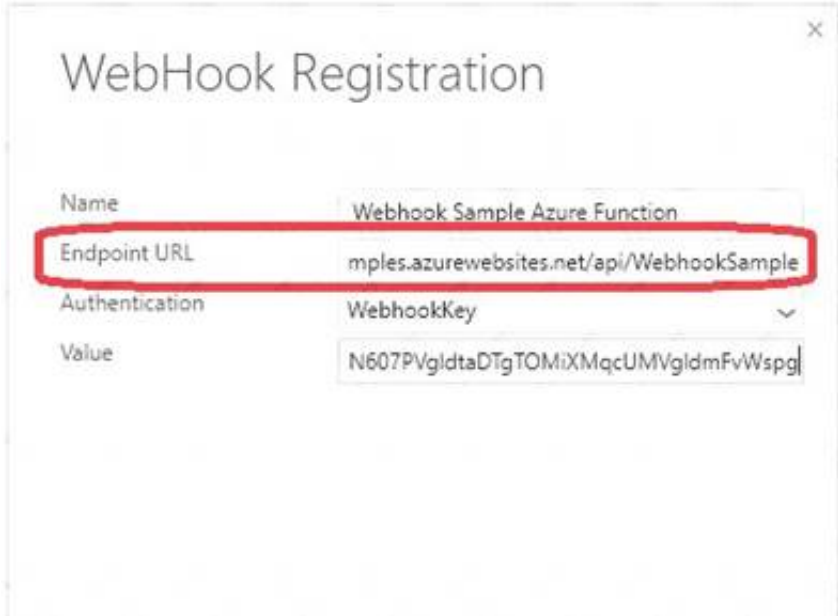 WebHook Registration
Name
Webhook Sample Azure Function
Endpoint URL
mples.azurewebsites.net/api/WebhookSample
Authentication
WebhookKey
Value
N607PVgldtaDTgTOMiXMqcUMVgldmFvWspg